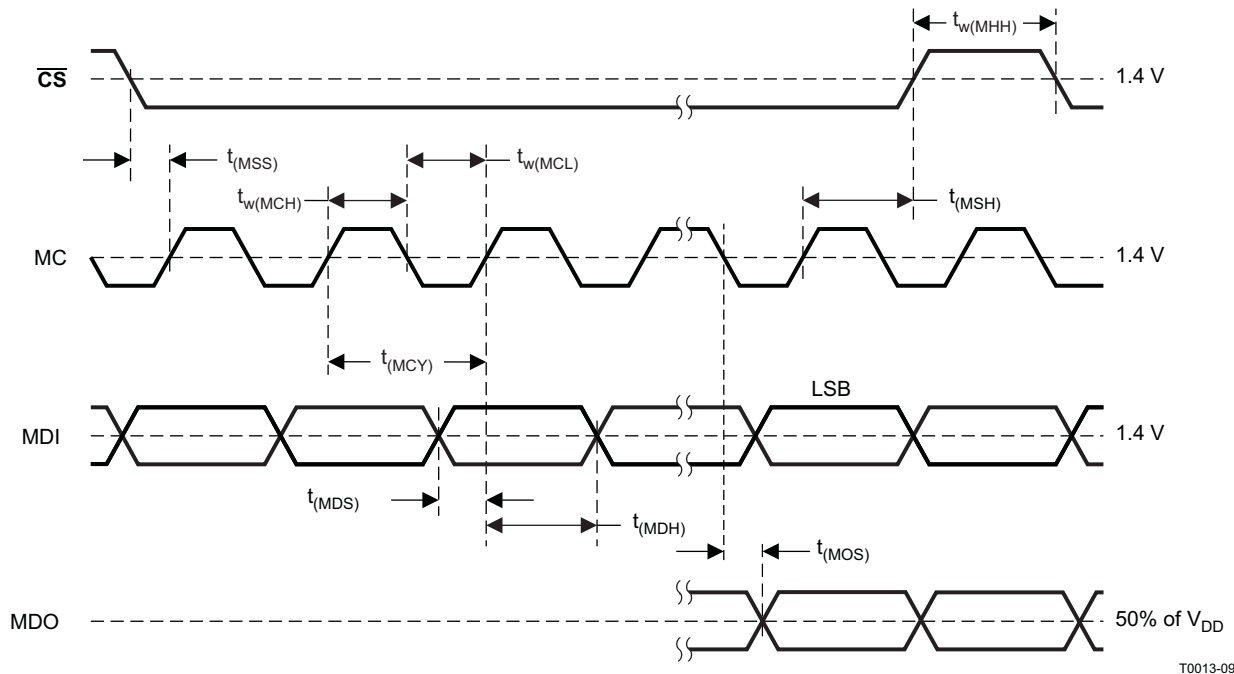 t_w(MHH)
CS
1.4 V
t_(MSS)
t_w(MCL)
t_w(MCH)
t_(MSH)
MC
1.4 V
t_(MCY)
LSB
MDI
1.4 V
t_(MDS)
t_(MDH)
t_(MOS)
MDO
50% of V_DD
T0013-09